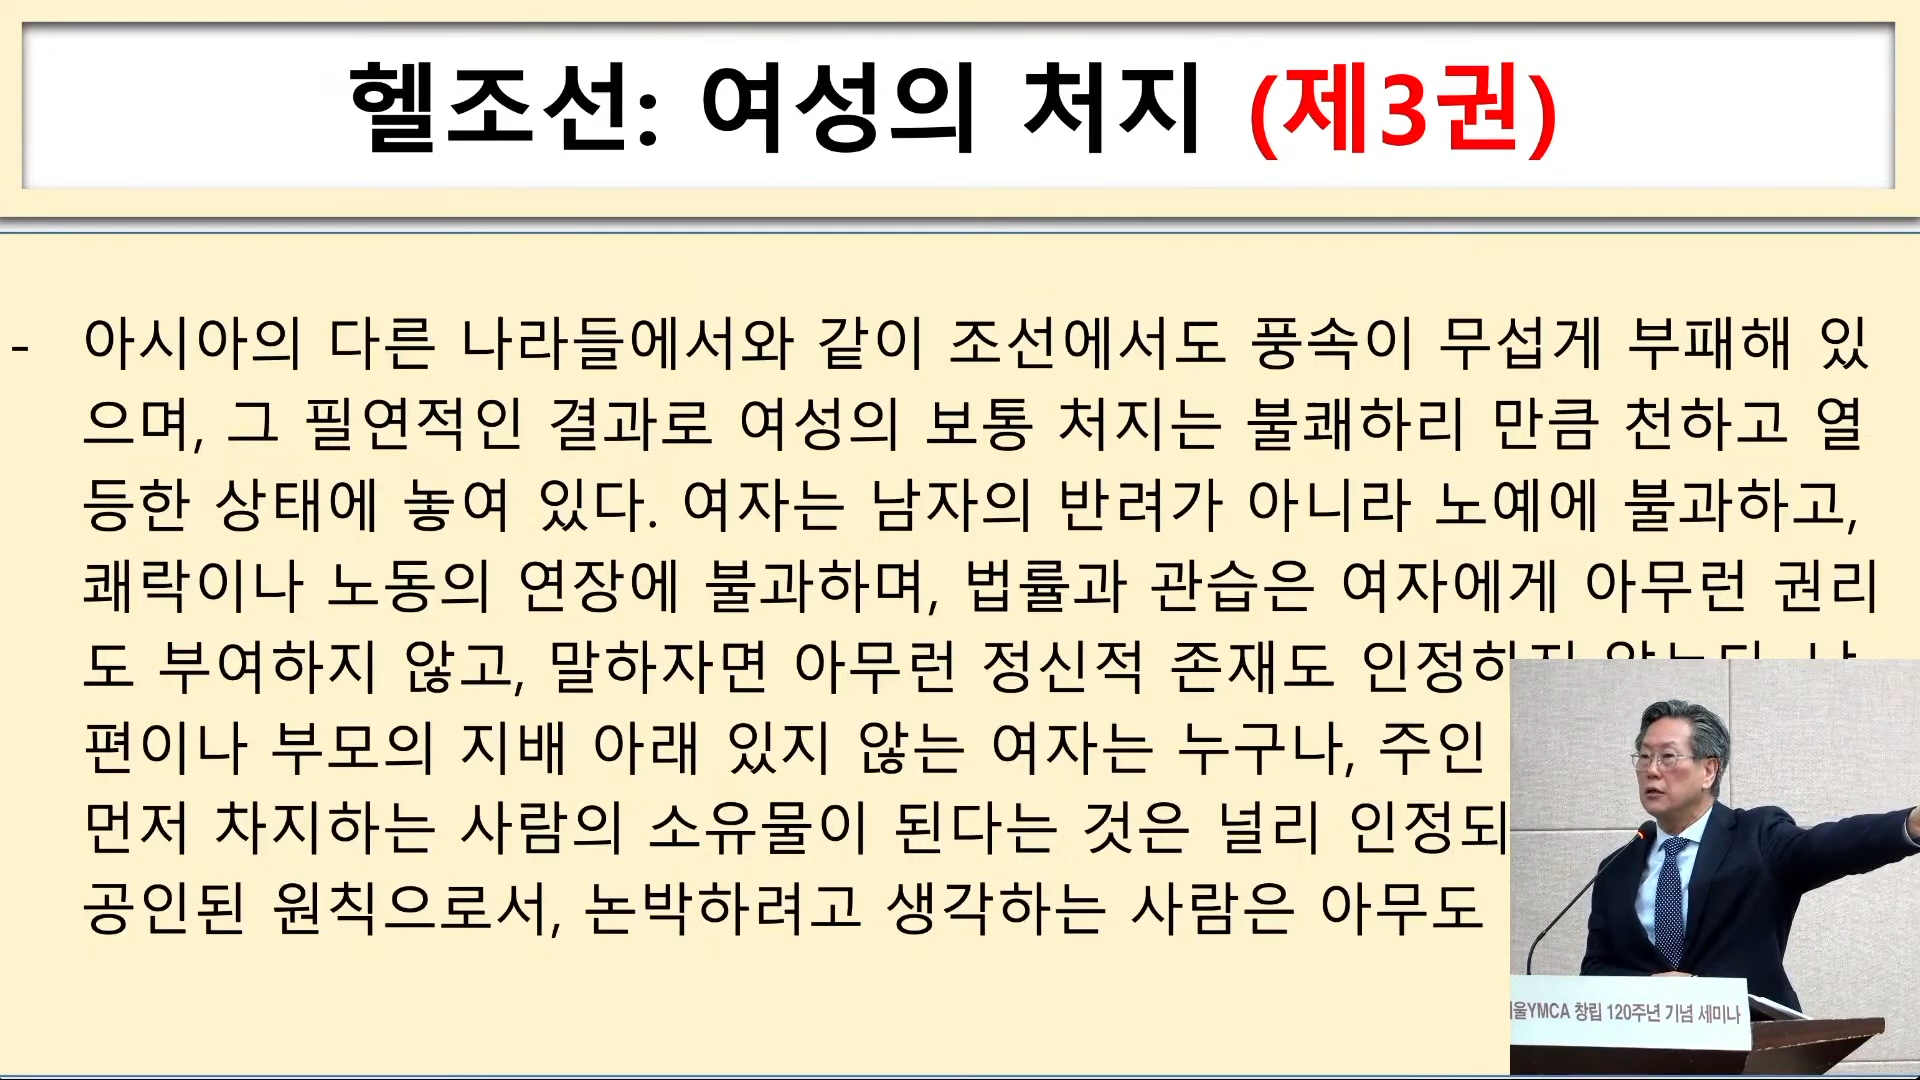 헬조선: 여성의 처지 (제3권)
- 아시아의 다른 나라들에서와 같이 조선에서도 풍속이 무섭게 부패해 있
으며, 그 필연적인 결과로 여성의 보통 처지는 불쾌하리 만큼 천하고 열
등한 상태에 놓여 있다. 여자는 남자의 반려가 아니라 노예에 불과하고,
쾌락이나 노동의 연장에 불과하며, 법률과 관습은 여자에게 아무런 권리
도 부여하지 않고, 말하자면 아무런 정신적 존재도
편이나 부모의 지배 아래 있지 않는 여자는 누구나, 주인
먼저 차지하는 사람의 소유물이 된다는 것은 널리 인정되
공인된 원칙으로서, 논박하려고 생각하는 사람은 아무도
울YMCA 창립 120주년 기념 세미나